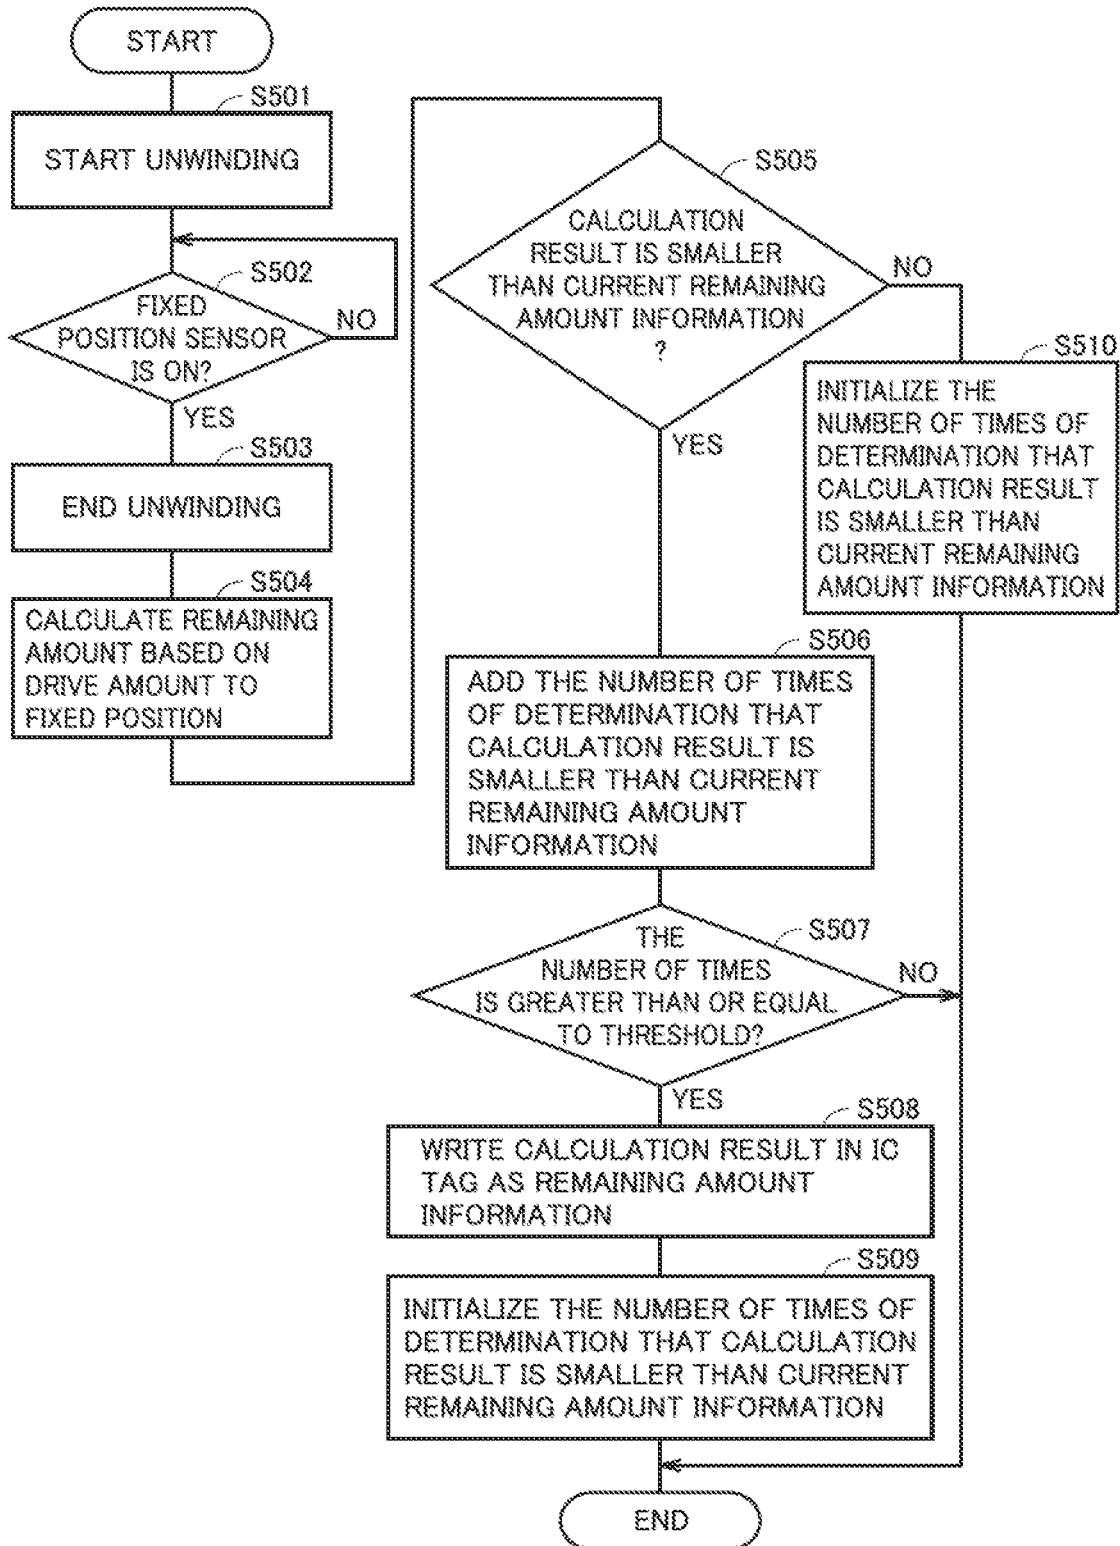 START
S501
START UNWINDING
S502
FIXED
POSITION SENSOR
IS ON?
NO
YES
S503
END UNWINDING
S504
CALCULATE REMAINING
AMOUNT BASED ON
DRIVE AMOUNT TO
FIXED POSITION
S505
CALCULATION
RESULT IS SMALLER
THAN CURRENT REMAINING
AMOUNT INFORMATION
?
NO
YES
S510
INITIALIZE THE
NUMBER OF TIMES OF
DETERMINATION THAT
CALCULATION RESULT
IS SMALLER THAN
CURRENT REMAINING
AMOUNT INFORMATION
S506
ADD THE NUMBER OF TIMES
OF DETERMINATION THAT
CALCULATION RESULT IS
SMALLER THAN CURRENT
REMAINING AMOUNT
INFORMATION
S507
THE
NUMBER OF TIMES
IS GREATER THAN OR EQUAL
TO THRESHOLD?
NO
YES
S508
WRITE CALCULATION RESULT IN IC
TAG AS REMAINING AMOUNT
INFORMATION
S509
INITIALIZE THE NUMBER OF TIMES OF
DETERMINATION THAT CALCULATION
RESULT IS SMALLER THAN CURRENT
REMAINING AMOUNT INFORMATION
END